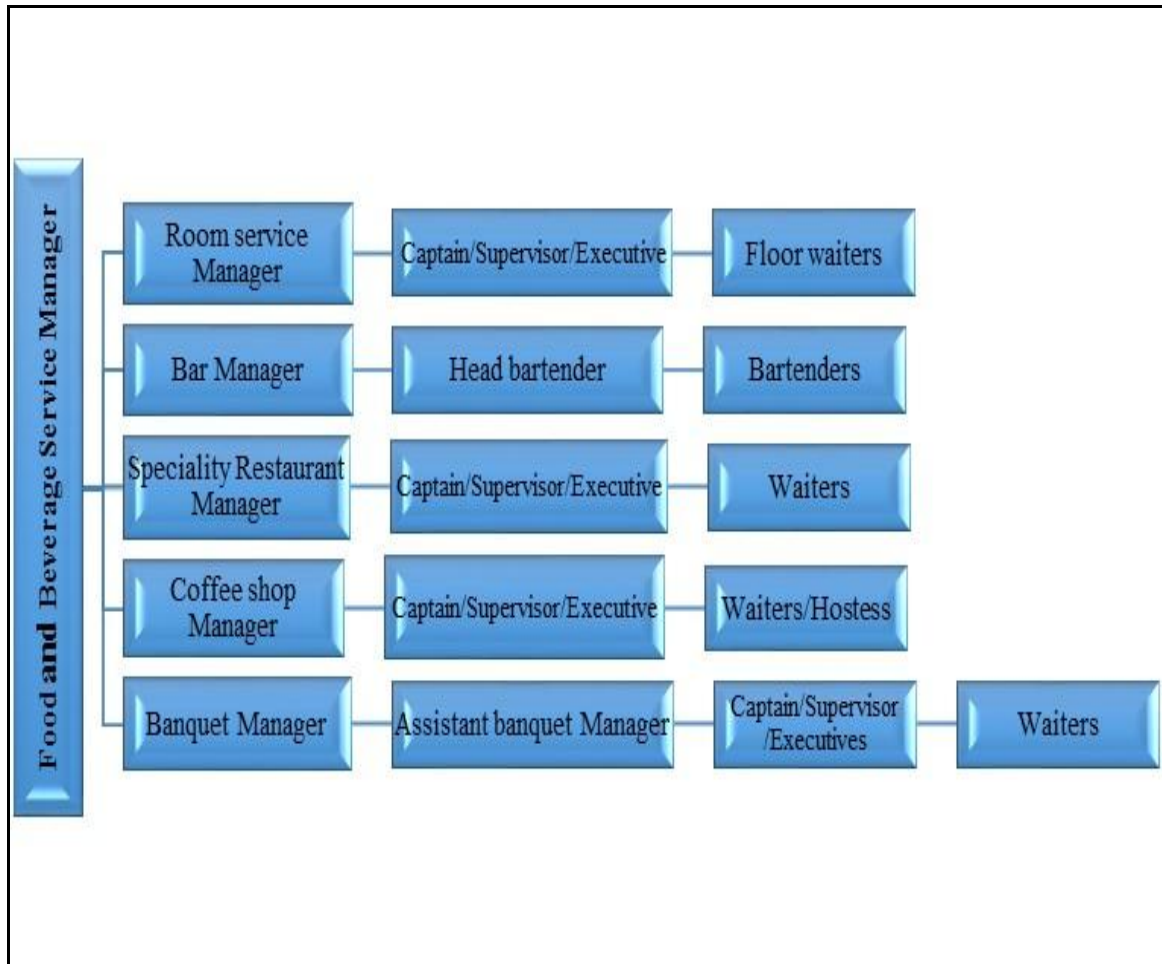 Food and Beverage Service Manager
Room service
Manager
Captain/Supervisor/Executive
Floor waiters
Bar Manager
Head bartender
Bartenders
Speciality Restaurant
Manager
Captain/Supervisor/Executive
Waiters
Coffee shop
Manager
Captain/Supervisor/Executive
Waiters/Hostess
Banquet Manager
Assistant banquet Manager
Captain/Supervisor
/Executives
Waiters